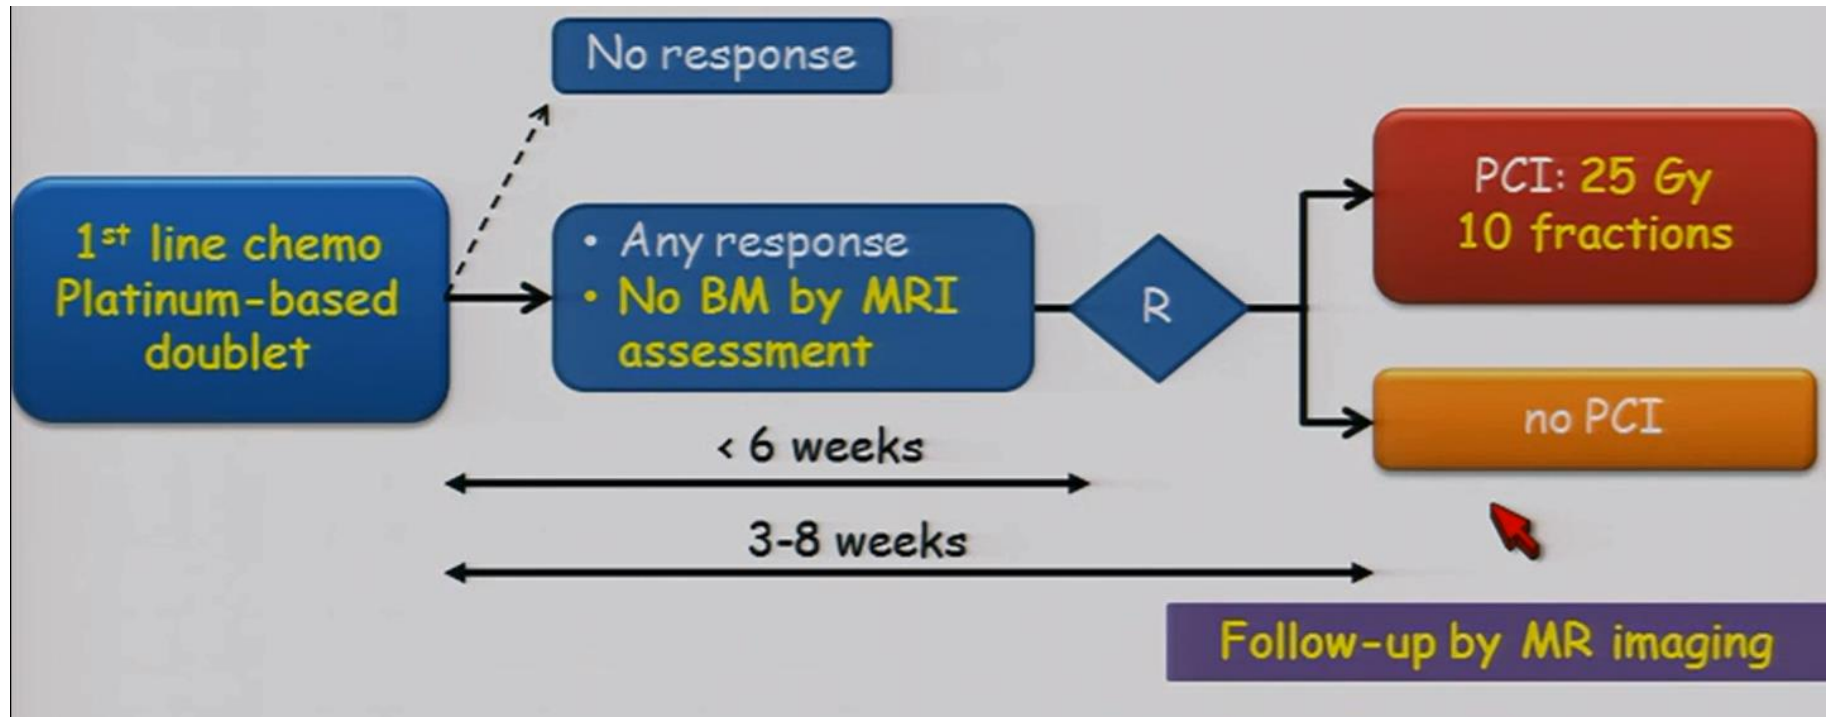 No response
1st line chemo
Platinum-based
doublet
• Any response
• No BM by MRI
assessment
R
PCI: 25 Gy
10 fractions
no PCI
< 6 weeks
3-8 weeks
Follow-up by MR imaging